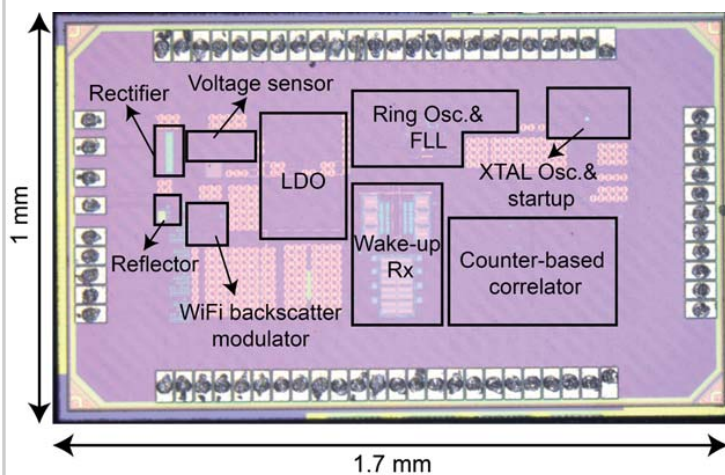 Rectifier
Voltage sensor
Ring Osc.&
FLL
LDO
XTAL Osc.&
startup
Reflector
Wake-up
Rx
Counter-based
correlator
WiFi backscatter
modulator
1 mm
1.7 mm